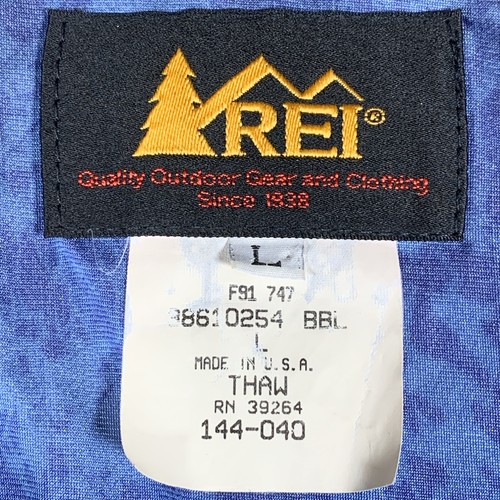 REI®
Quality Outdoor Gear and Clothing
Since 1938
L
F91 747
38610254 BBL
L
MADE IN U.S.A.
THAW
RN 39264
144-040